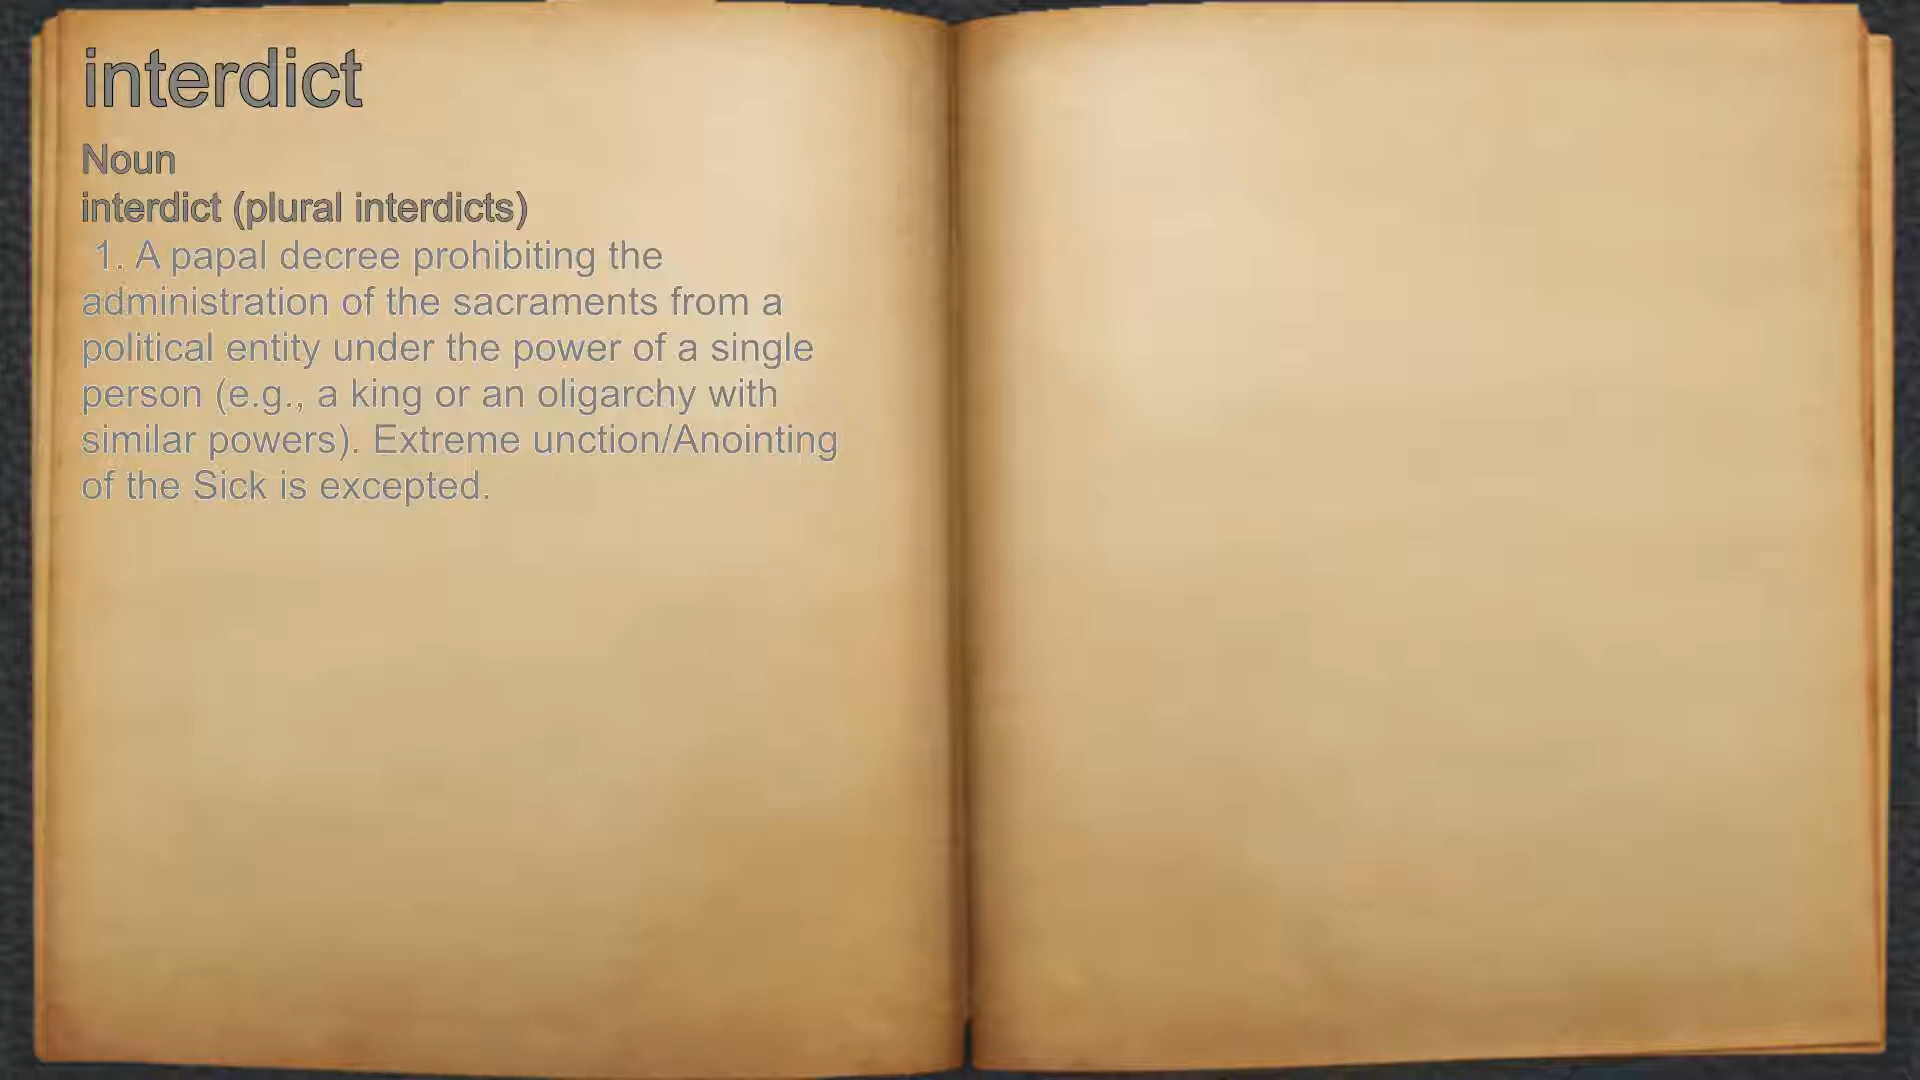 interdict
Noun
interdict (plural interdicts)
1. A papal decree prohibiting the
administration of the sacraments from a
political entity under the power of a single
person (e.g., a king or an oligarchy with
similar powers). Extreme unction/Anointing
of the Sick is excepted.